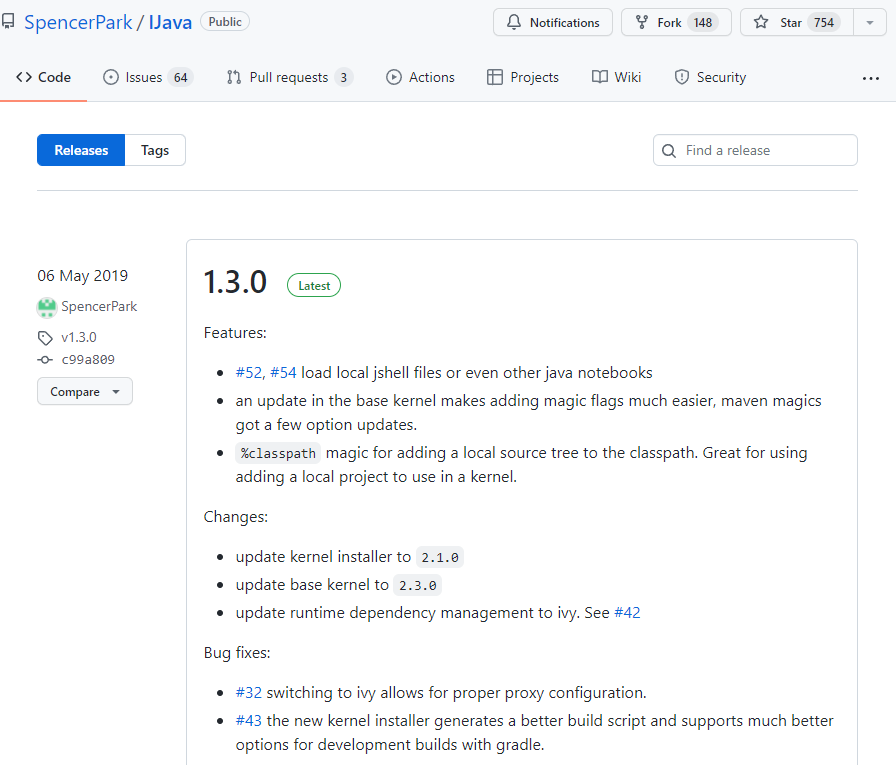 SpencerPark / IJava Public Notifications Fork 148 Star 754
Code Issues 64 Pull requests 3 Actions Projects Wiki Security ...
Releases Tags Find a release
06 May 2019
SpencerPark
v1.3.0
c99a809
Compare
1.3.0 Latest
Features:
#52, #54 load local jshell files or even other java notebooks
an update in the base kernel makes adding magic flags much easier, maven magics
got a few option updates.
%classpath magic for adding a local source tree to the classpath. Great for using
adding a local project to use in a kernel.
Changes:
update kernel installer to 2.1.0
update base kernel to 2.3.0
update runtime dependency management to ivy. See #42
Bug fixes:
#32 switching to ivy allows for proper proxy configuration.
#43 the new kernel installer generates a better build script and supports much better
options for development builds with gradle.